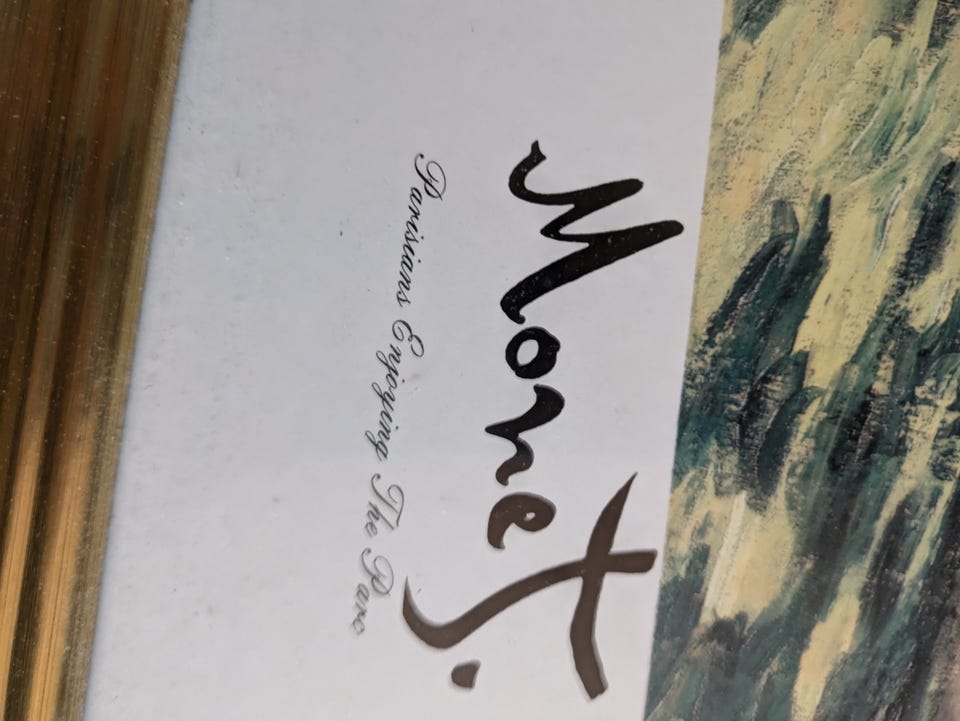 Monet.
Parisians Enjoying The Parc